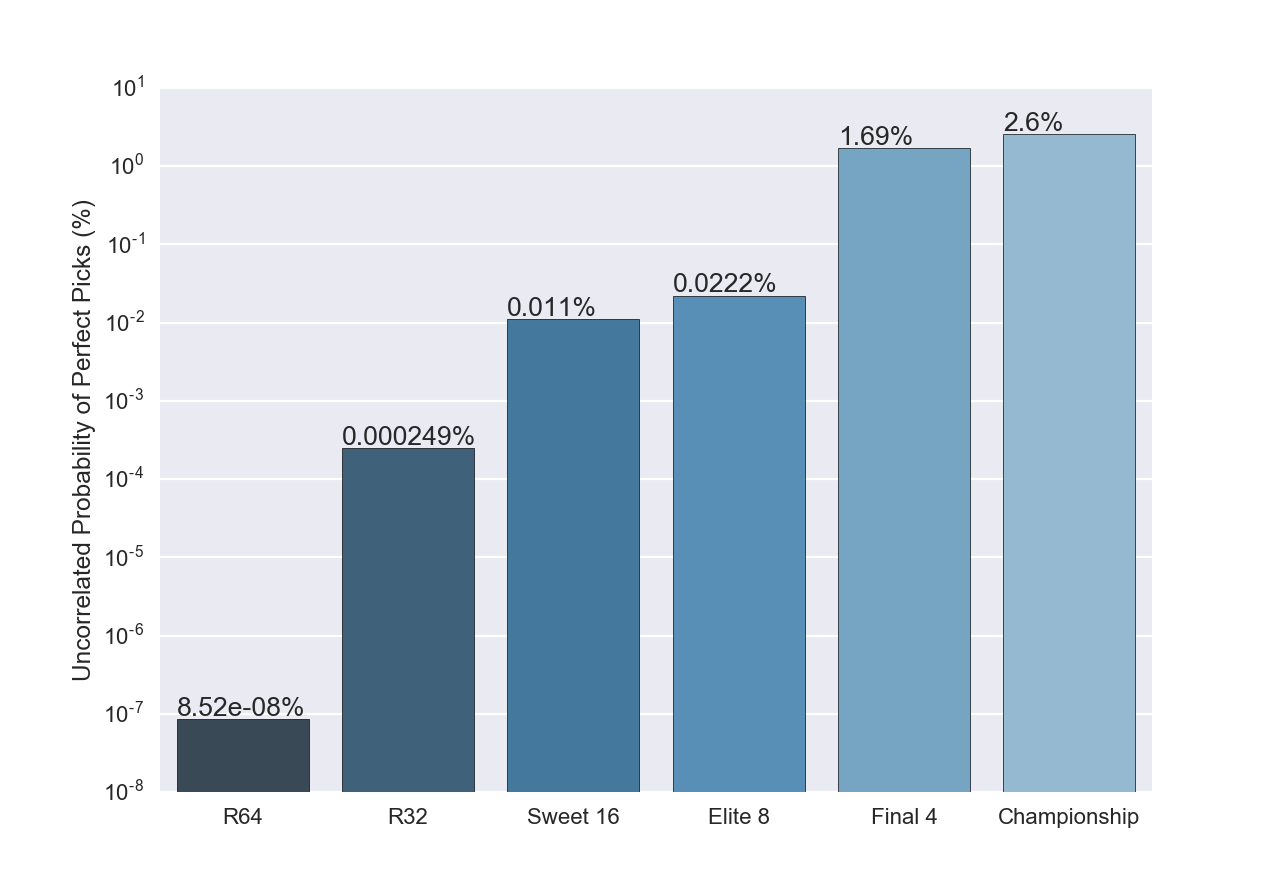 Uncorrelated Probability of Perfect Picks (%)
10^1
10^0
10^-1
10^-2
10^-3
10^-4
10^-5
10^-6
10^-7
10^-8
8.52e-08%
0.000249%
0.011%
0.0222%
1.69%
2.6%
R64
R32
Sweet 16
Elite 8
Final 4
Championship